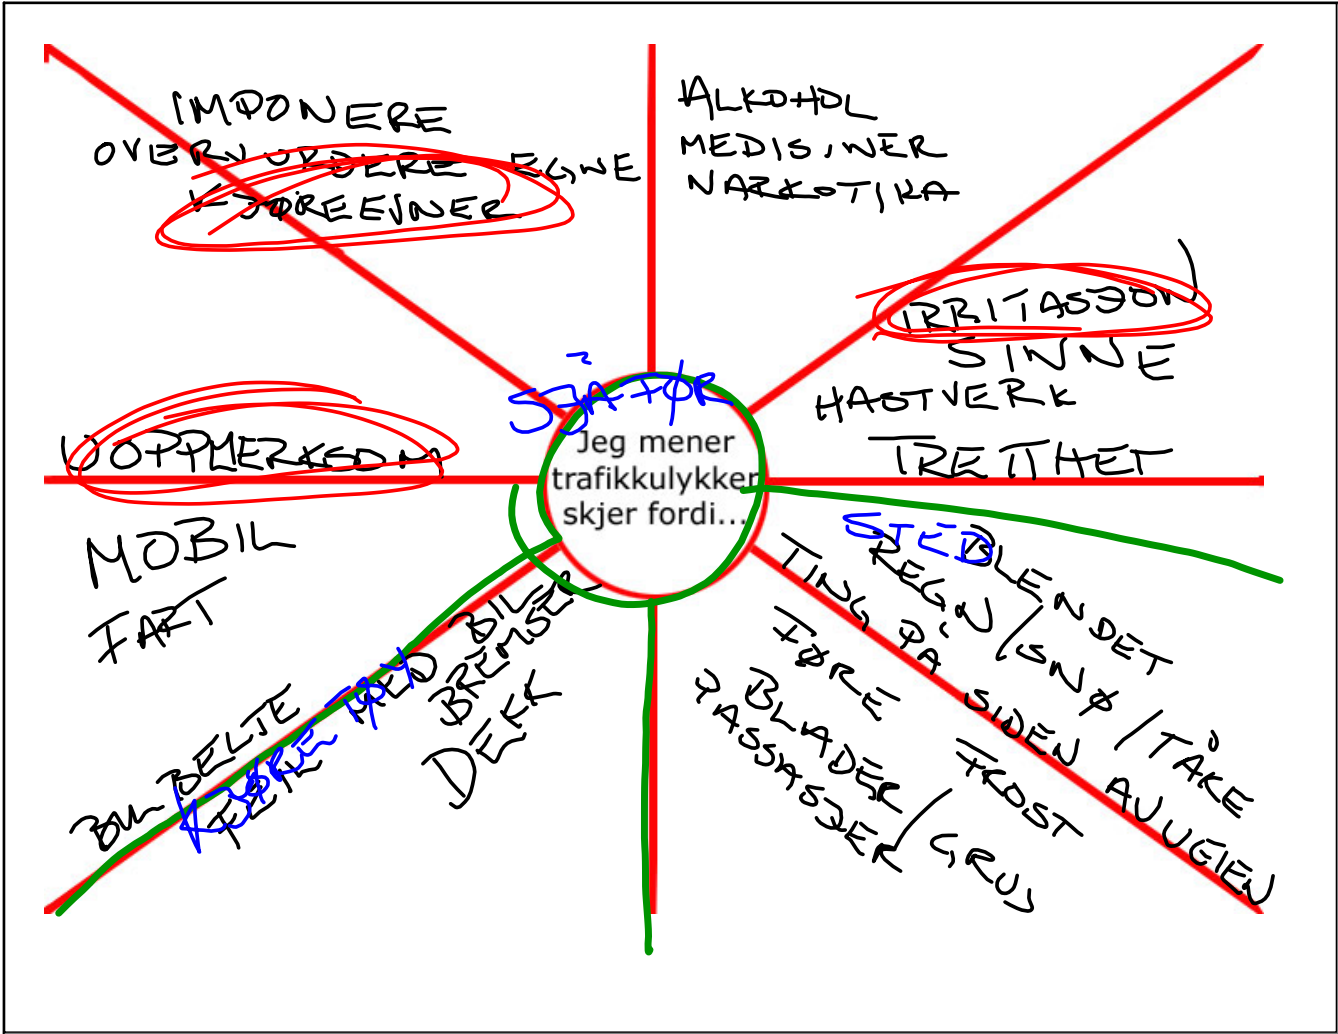 IMPONERE
OVERVURDERE EGNE
KJØREEVNER
ALKOHOL
MEDISINER
NARKOTIKA
IRRITASJON
SINNE
HASTVERK
TRETTHET
UOPPMERKSOM
MOBIL
FART
SJÅFØR
Jeg mener
trafikkulykker
skjer fordi...
STED
BLENDET
REGN/SNØ/TÅKE
TING PÅ SIDEN AV VEIEN
FØRE
FROST
BLADER/GRUS
PASSASJER
BILBELTE
FEIL MED BIL
BREMSER
DEKK
KJØRETØY